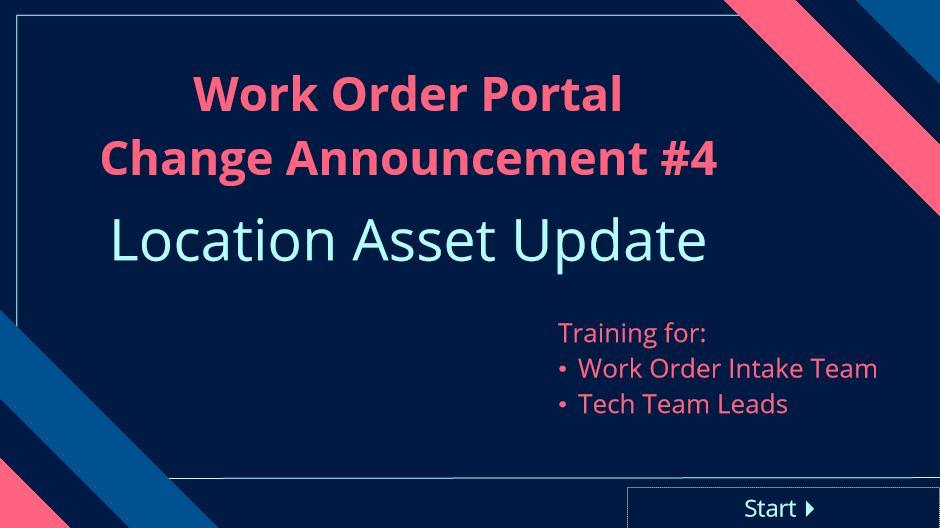 Work Order Portal
Change Announcement #4
Location Asset Update
Training for:
• Work Order Intake Team
• Tech Team Leads
Start